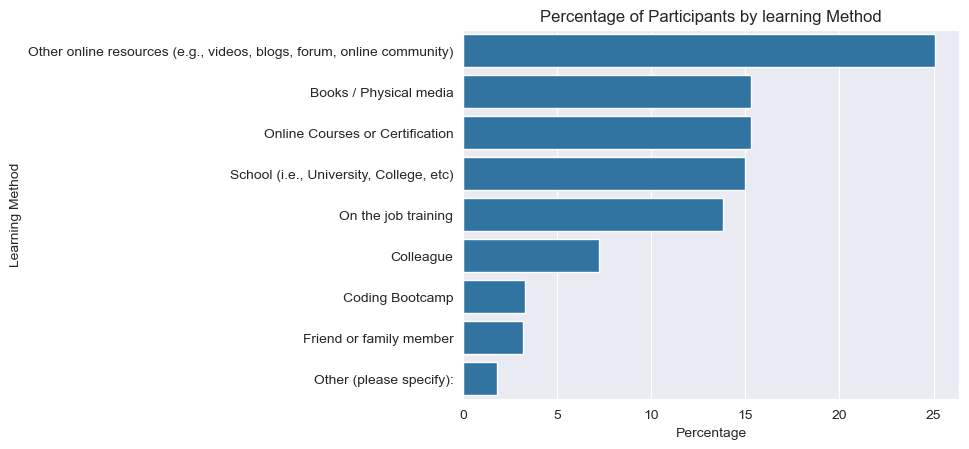 Percentage of Participants by learning Method
Learning Method
Other online resources (e.g., videos, blogs, forum, online community)
Books / Physical media
Online Courses or Certification
School (i.e., University, College, etc)
On the job training
Colleague
Coding Bootcamp
Friend or family member
Other (please specify):
0 5 10 15 20 25
Percentage